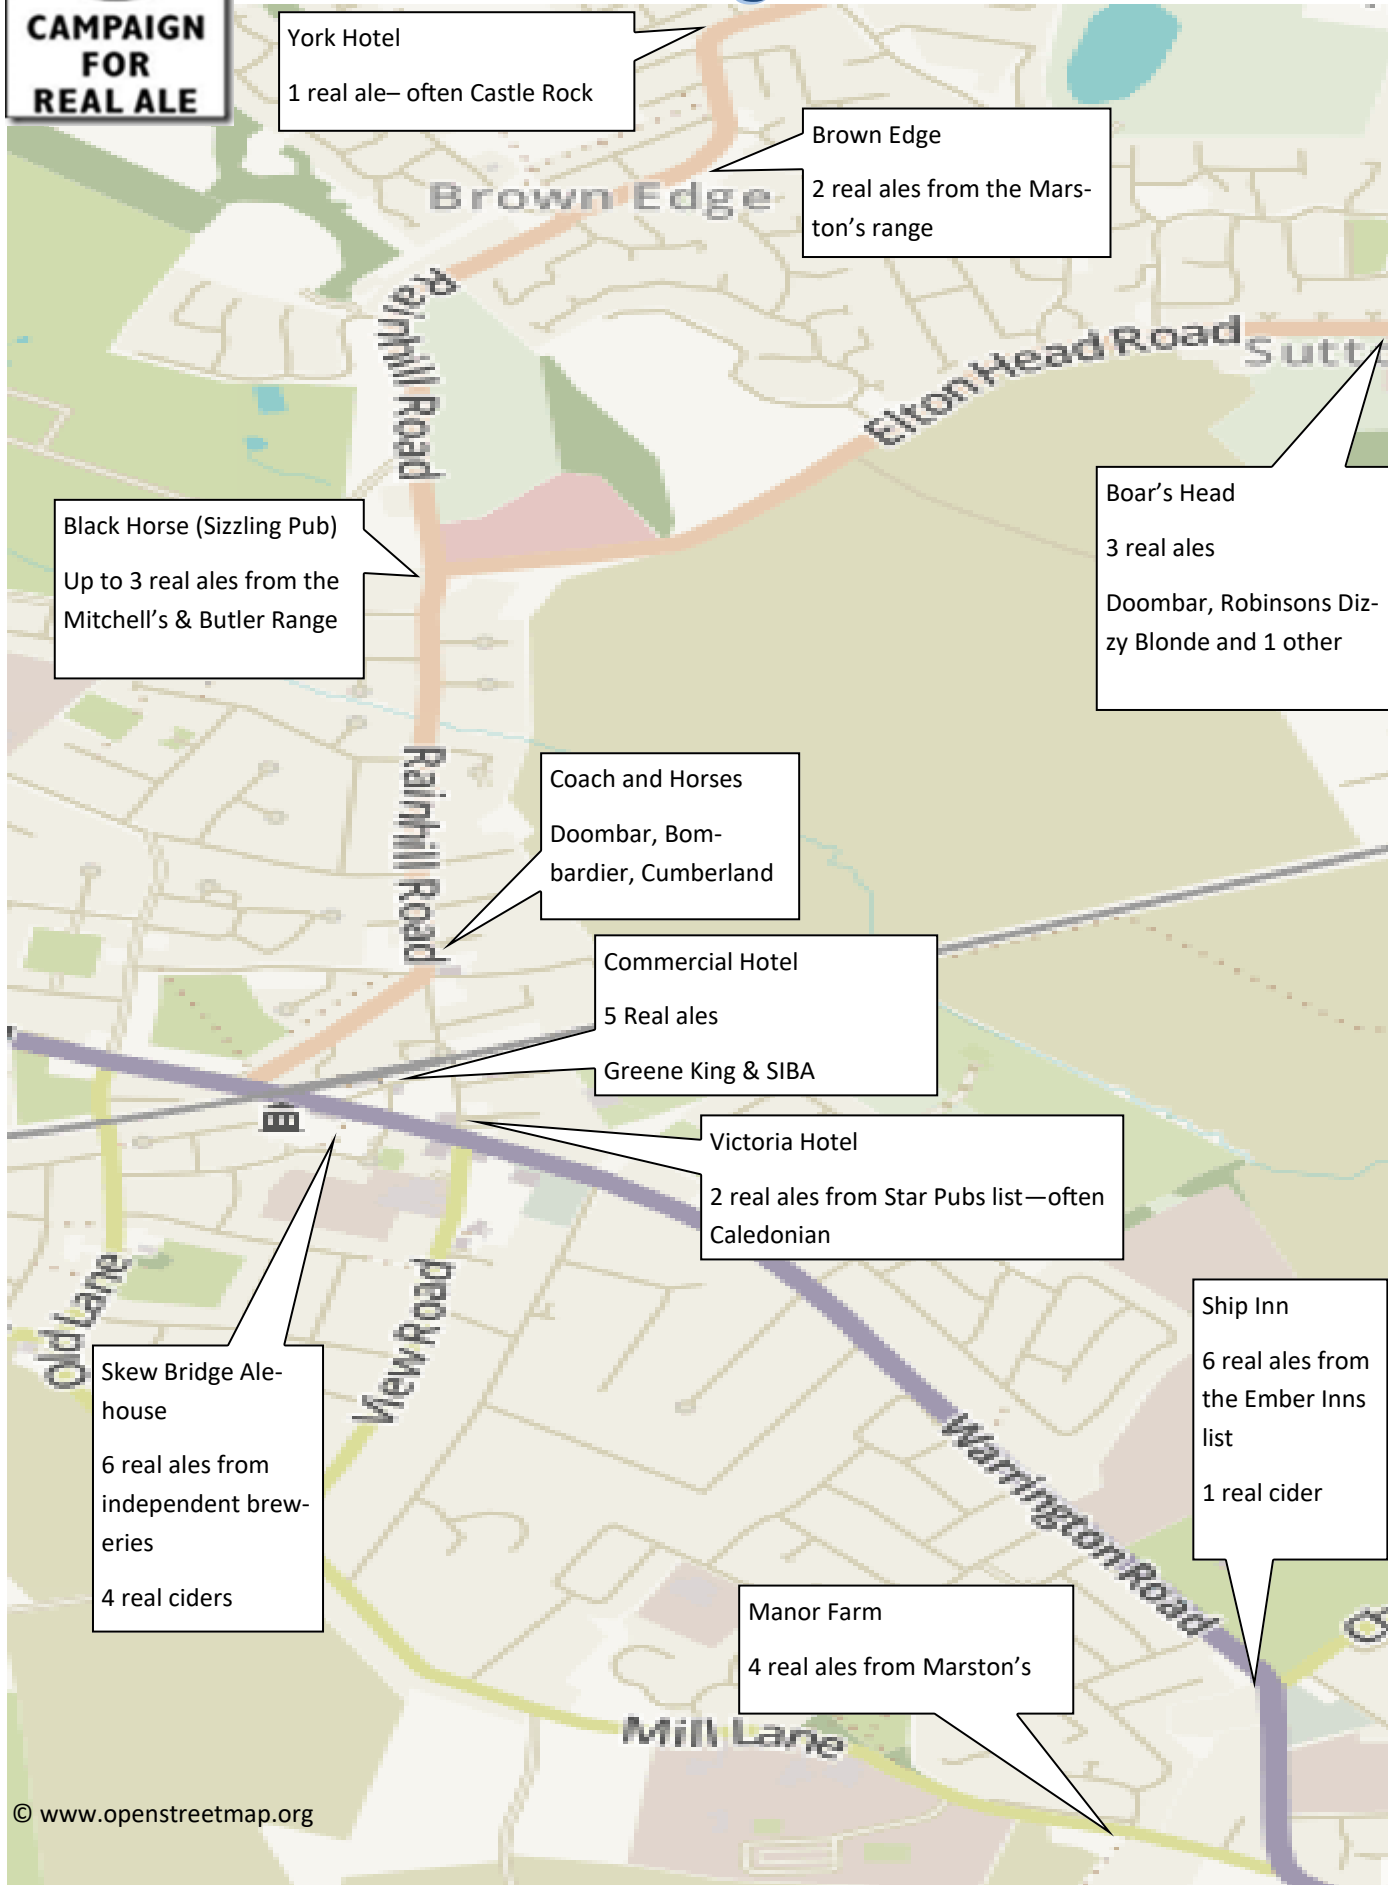 CAMPAIGN
FOR
REAL ALE
York Hotel
1 real ale– often Castle Rock
Brown Edge
2 real ales from the Mars-
ton's range
Brown Edge
Rainhill Road
Elton Head Road
Black Horse (Sizzling Pub)
Up to 3 real ales from the
Mitchell's & Butler Range
Boar's Head
3 real ales
Doombar, Robinsons Diz-
zy Blonde and 1 other
Rainhill Road
Coach and Horses
Doombar, Bom-
bardier, Cumberland
Commercial Hotel
5 Real ales
Greene King & SIBA
Victoria Hotel
2 real ales from Star Pubs list—often
Caledonian
Old Lane
View Road
Skew Bridge Ale-
house
6 real ales from
independent brew-
eries
4 real ciders
Ship Inn
6 real ales from
the Ember Inns
list
1 real cider
Warrington Road
Manor Farm
4 real ales from Marston's
Mill Lane
© www.openstreetmap.org